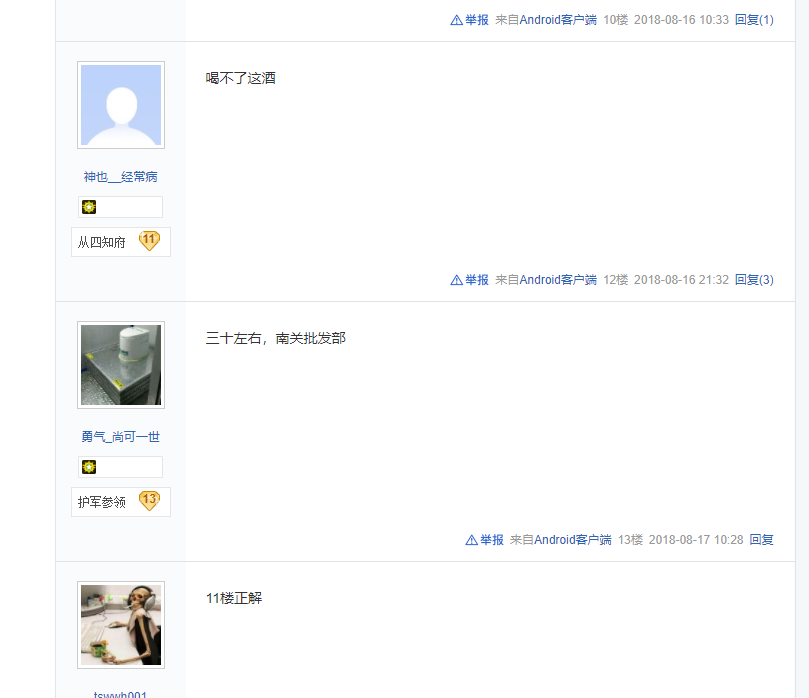 举报 来自Android客户端 10楼 2018-08-16 10:33 回复(1)
喝不了这酒
神也__经常病
从四知府 11
举报 来自Android客户端 12楼 2018-08-16 21:32 回复(3)
三十左右，南关批发部
勇气_尚可一世
护军参领 13
举报 来自Android客户端 13楼 2018-08-17 10:28 回复
11楼正解
tswwh001